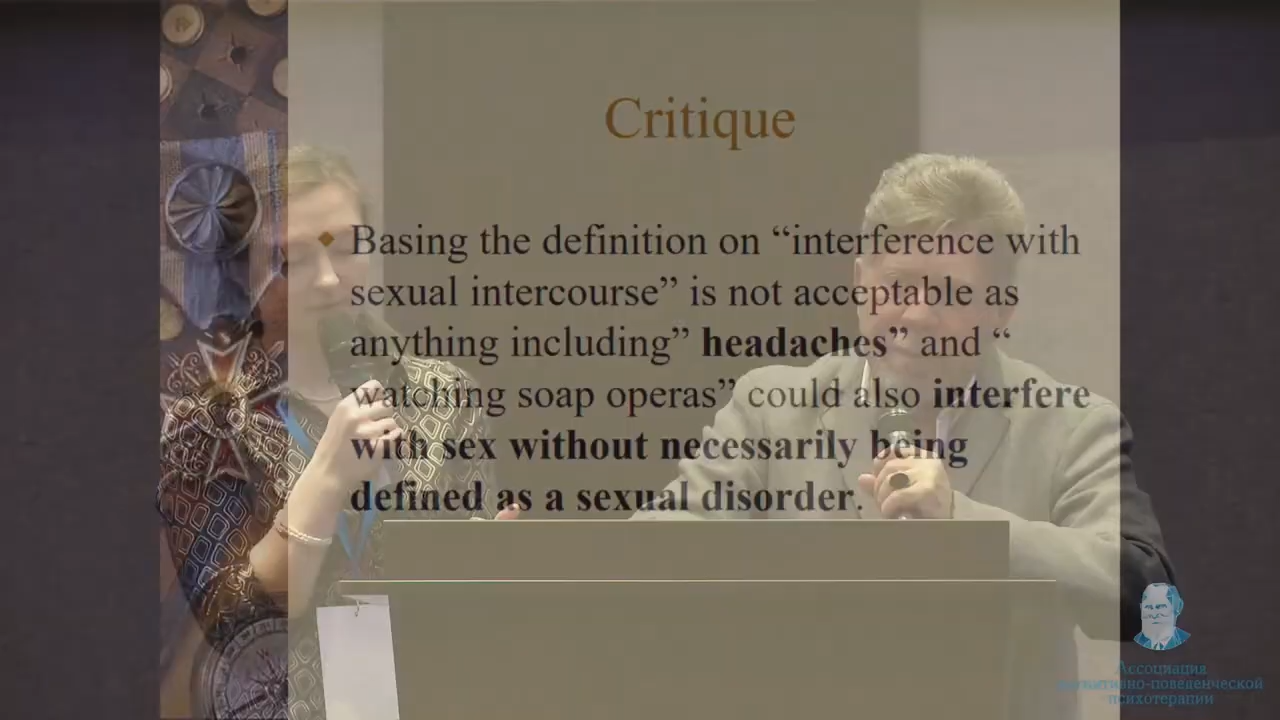 Critique
Basing the definition on “interference with
sexual intercourse” is not acceptable as
anything including” headaches” and “
watching soap operas” could also interfere
with sex without necessarily being
defined as a sexual disorder.
Ассоциация
когнитивно-поведенческой
психотерапии